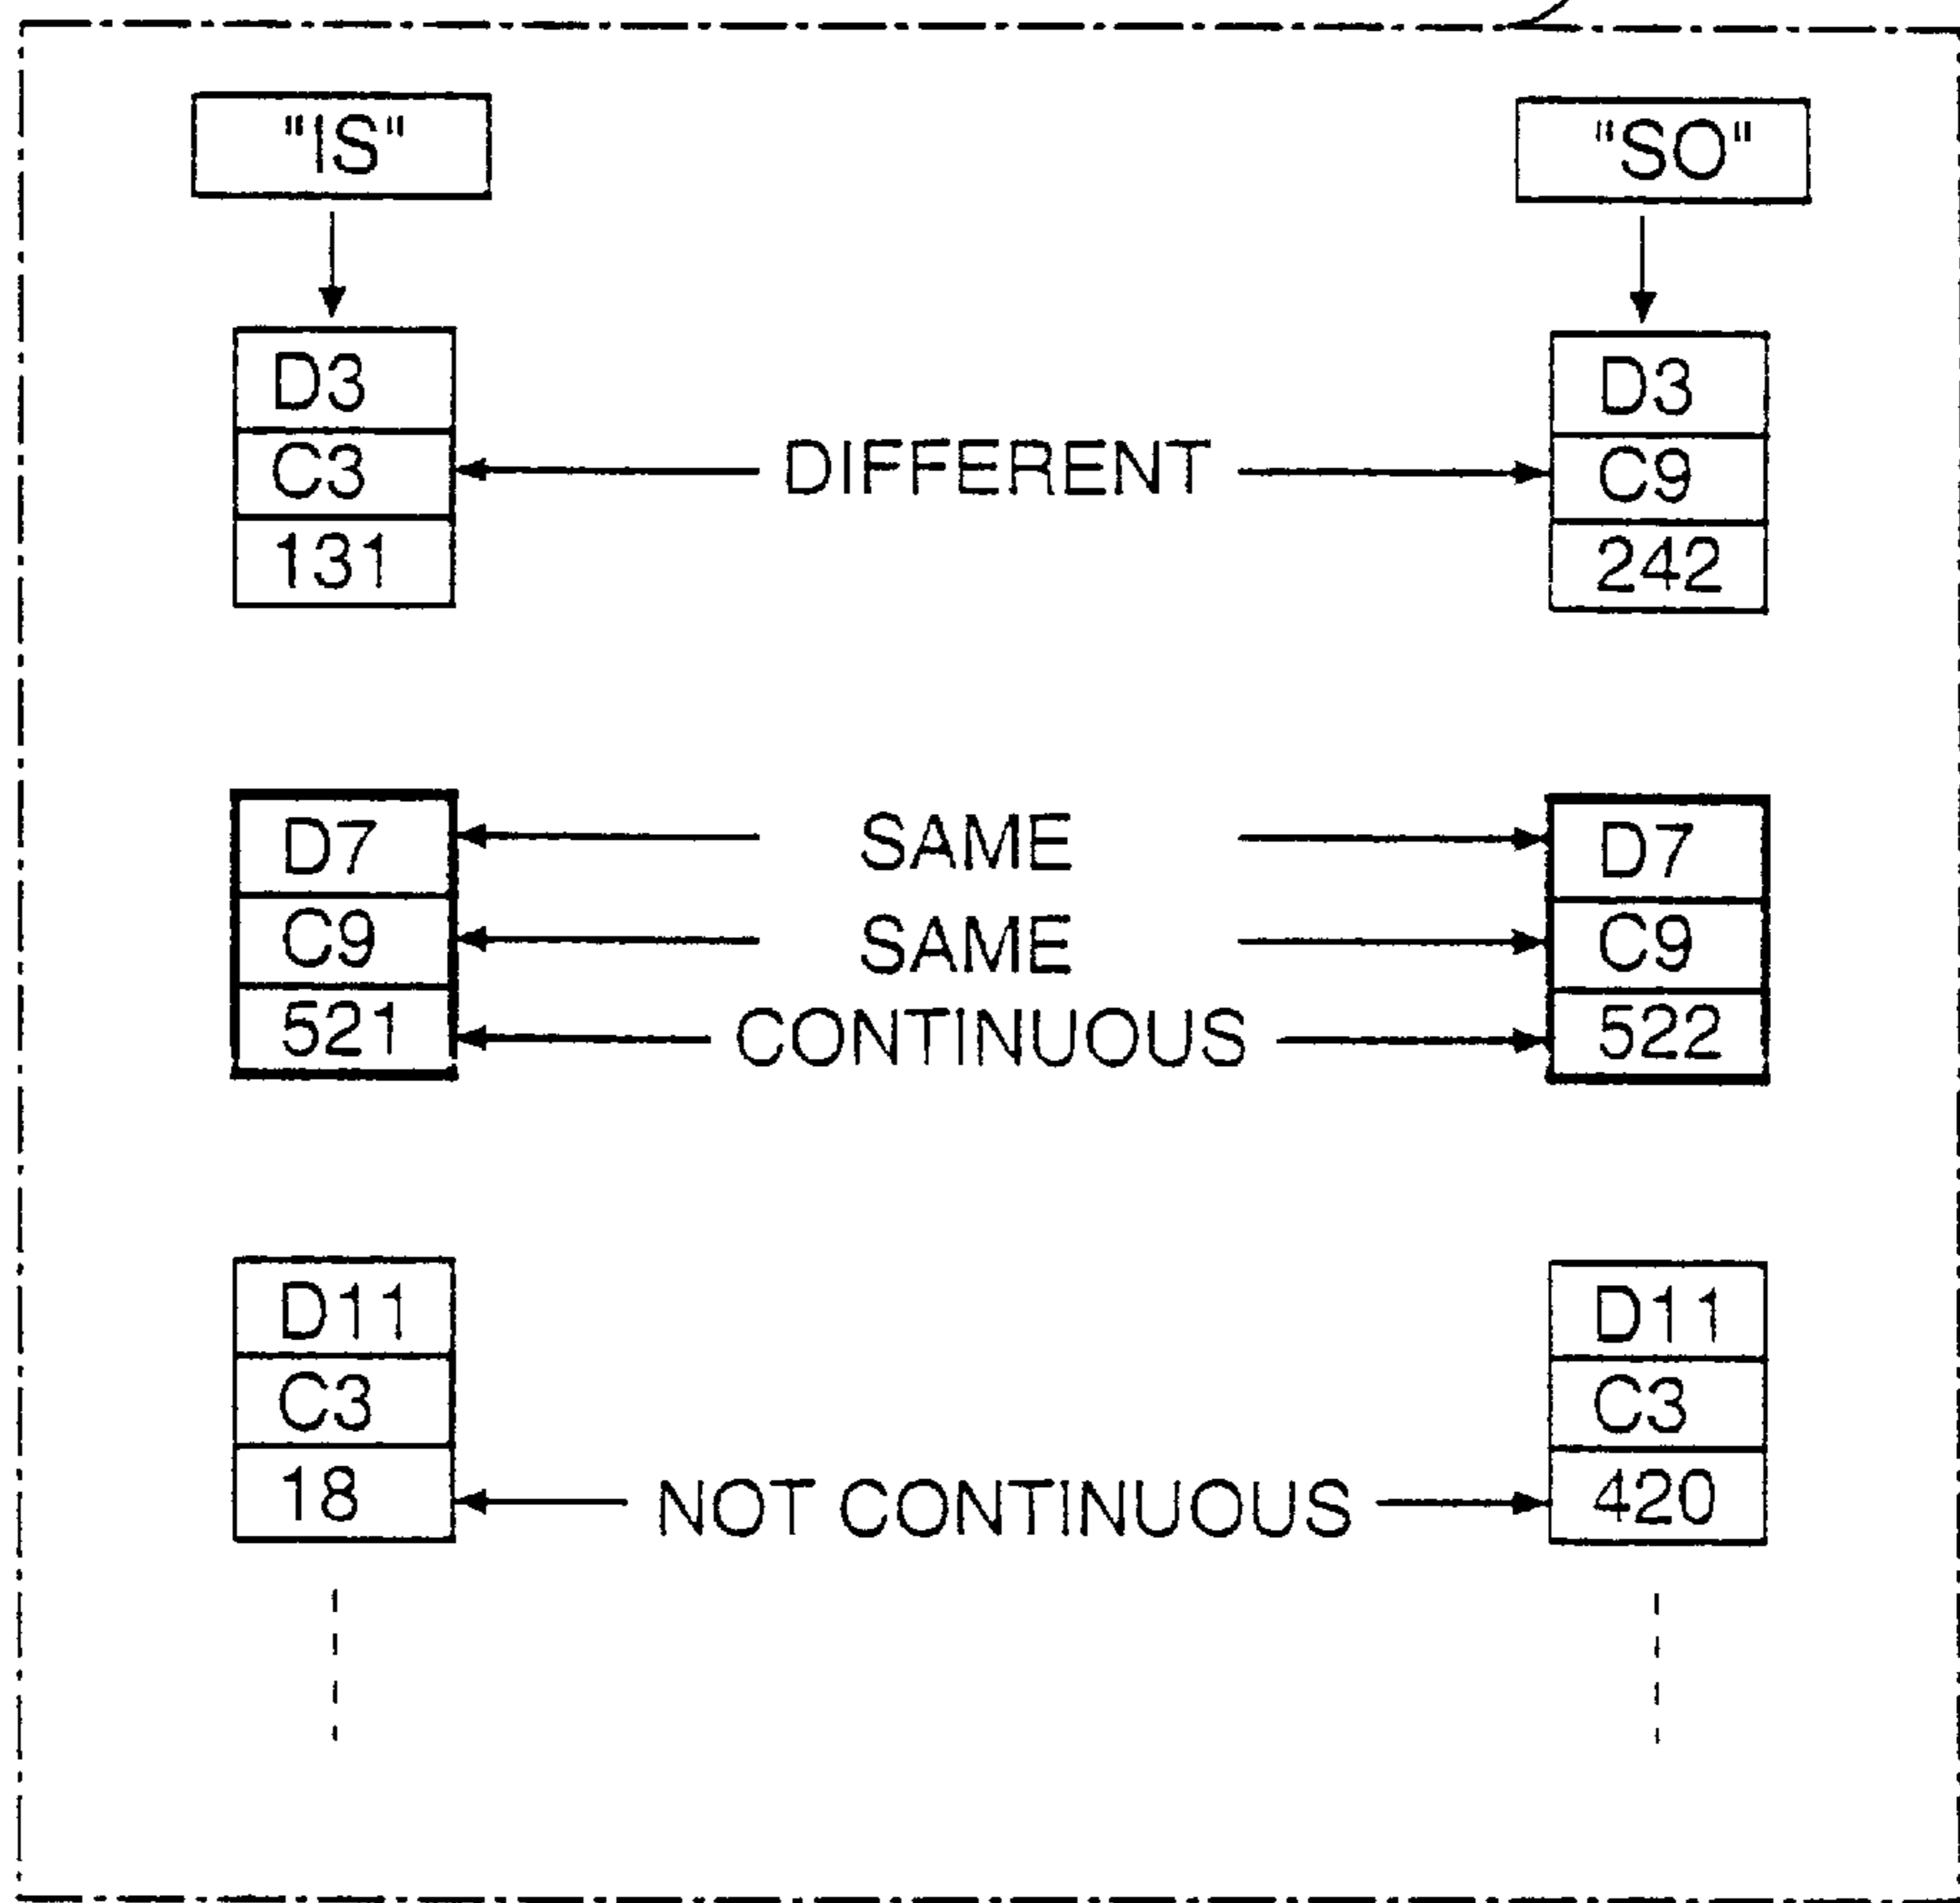 "IS" "SO"
D3 D3
C3 DIFFERENT C9
131 242
D7 SAME D7
C9 SAME C9
521 CONTINUOUS 522
D11 D11
C3 C3
18 NOT CONTINUOUS 420